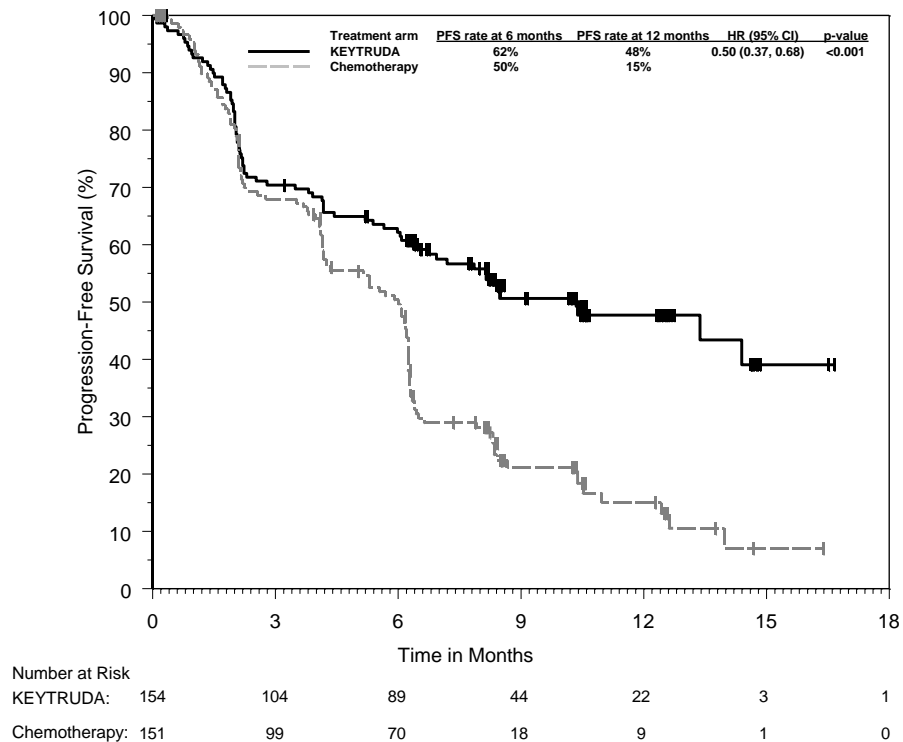 Treatment arm PFS rate at 6 months PFS rate at 12 months HR (95% CI) p-value
KEYTRUDA 62% 48% 0.50 (0.37, 0.68) <0.001
Chemotherapy 50% 15%
Progression-Free Survival (%)
100
90
80
70
60
50
40
30
20
10
0
0 3 6 9 12 15 18
Time in Months
Number at Risk
KEYTRUDA: 154 104 89 44 22 3 1
Chemotherapy: 151 99 70 18 9 1 0